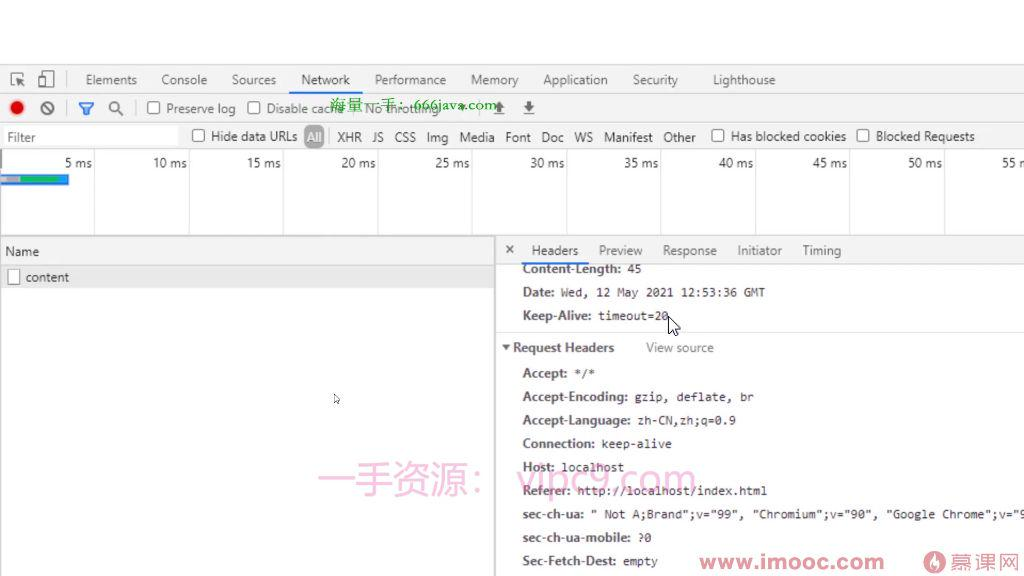 Elements Console Sources Network Performance Memory Application Security Lighthouse
Preserve log Disable cache No throttling
海量一手：666java.com
Filter Hide data URLs All XHR JS CSS Img Media Font Doc WS Manifest Other Has blocked cookies Blocked Requests
5 ms 10 ms 15 ms 20 ms 25 ms 30 ms 35 ms 40 ms 45 ms 50 ms 55 m
Name
× Headers Preview Response Initiator Timing
content
Content-Length: 45
Date: Wed, 12 May 2021 12:53:36 GMT
Keep-Alive: timeout=20
Request Headers View source
Accept: */*
Accept-Encoding: gzip, deflate, br
Accept-Language: zh-CN,zh;q=0.9
Connection: keep-alive
Host: localhost
一手资源： vipc9.com
Referer: http://localhost/index.html
sec-ch-ua: " Not A;Brand";v="99", "Chromium";v="90", "Google Chrome";v="9
sec-ch-ua-mobile: ?0
Sec-Fetch-Dest: empty
www.imooc.com 慕课网